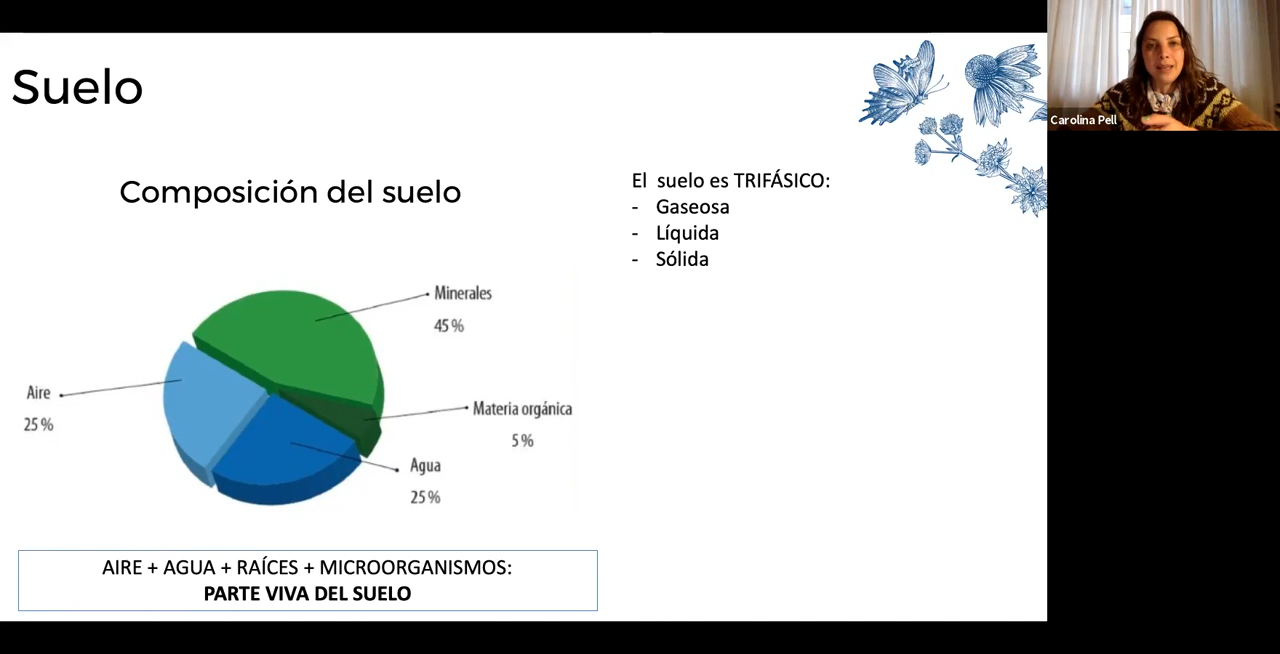 Suelo
Carolina Pell
Composición del suelo
El suelo es TRIFÁSICO:
- Gaseosa
- Líquida
- Sólida
Minerales
45 %
Aire
25 %
Materia orgánica
5 %
Agua
25 %
AIRE + AGUA + RAÍCES + MICROORGANISMOS:
PARTE VIVA DEL SUELO